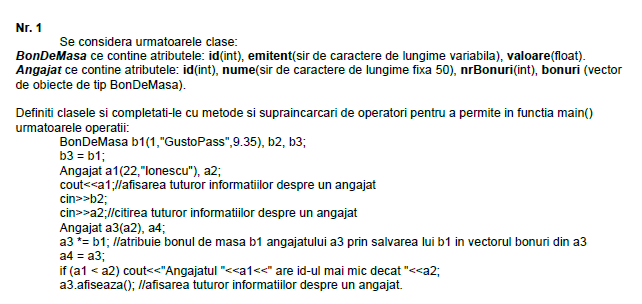 Nr. 1
Se considera urmatoarele clase:
BonDeMasa ce contine atributele: id(int), emitent(sir de caractere de lungime variabila), valoare(float).
Angajat ce contine atributele: id(int), nume(sir de caractere de lungime fixa 50), nrBonuri(int), bonuri (vector
de obiecte de tip BonDeMasa).
Definiti clasele si completati-le cu metode si supraincarcari de operatori pentru a permite in functia main()
urmatoarele operatii:
BonDeMasa b1(1,"GustoPass",9.35), b2, b3;
b3 = b1;
Angajat a1(22,"Ionescu"), a2;
cout<<a1;//afisarea tuturor informatiilor despre un angajat
cin>>b2;
cin>>a2;//citirea tuturor informatiilor despre un angajat
Angajat a3(a2), a4;
a3 *= b1; //atribuie bonul de masa b1 angajatului a3 prin salvarea lui b1 in vectorul bonuri din a3
a4 = a3;
if (a1 < a2) cout<<"Angajatul "<<a1<<" are id-ul mai mic decat "<<a2;
a3.afiseaza(); //afisarea tuturor informatiilor despre un angajat.